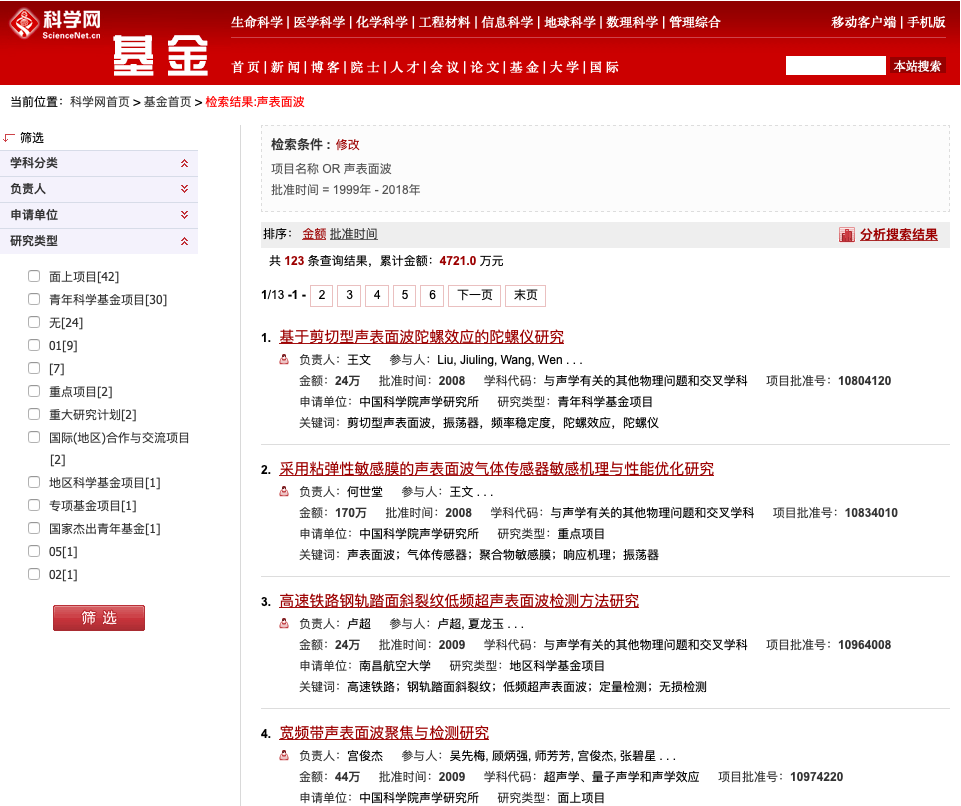 科学网
ScienceNet.cn
基金
生命科学 | 医学科学 | 化学科学 | 工程材料 | 信息科学 | 地球科学 | 数理科学 | 管理综合
移动客户端 | 手机版
首页 | 新闻 | 博客 | 院士 | 人才 | 会议 | 论文 | 基金 | 大学 | 国际
本站搜索
当前位置：科学网首页 > 基金首页 > 检索结果:声表面波
筛选
学科分类
负责人
申请单位
研究类型
面上项目[42]
青年科学基金项目[30]
无[24]
01[9]
[7]
重点项目[2]
重大研究计划[2]
国际(地区)合作与交流项目
[2]
地区科学基金项目[1]
专项基金项目[1]
国家杰出青年基金[1]
05[1]
02[1]
筛 选
检索条件：修改
项目名称 OR 声表面波
批准时间 = 1999年 - 2018年
排序： 金额 批准时间
分析搜索结果
共 123 条查询结果，累计金额：4721.0 万元
1/13 -1 - 2 3 4 5 6 下一页 末页
1. 基于剪切型声表面波陀螺效应的陀螺仪研究
负责人：王文 参与人：Liu, Jiuling, Wang, Wen . . .
金额：24万 批准时间：2008 学科代码：与声学有关的其他物理问题和交叉学科 项目批准号：10804120
申请单位：中国科学院声学研究所 研究类型：青年科学基金项目
关键词：剪切型声表面波，振荡器，频率稳定度，陀螺效应，陀螺仪
2. 采用粘弹性敏感膜的声表面波气体传感器敏感机理与性能优化研究
负责人：何世堂 参与人：王文 . . .
金额：170万 批准时间：2008 学科代码：与声学有关的其他物理问题和交叉学科 项目批准号：10834010
申请单位：中国科学院声学研究所 研究类型：重点项目
关键词：声表面波；气体传感器；聚合物敏感膜；响应机理；振荡器
3. 高速铁路钢轨踏面斜裂纹低频超声表面波检测方法研究
负责人：卢超 参与人：卢超, 夏龙玉 . . .
金额：24万 批准时间：2009 学科代码：与声学有关的其他物理问题和交叉学科 项目批准号：10964008
申请单位：南昌航空大学 研究类型：地区科学基金项目
关键词：高速铁路；钢轨踏面斜裂纹；低频超声表面波；定量检测；无损检测
4. 宽频带声表面波聚焦与检测研究
负责人：宫俊杰 参与人：吴先梅, 顾炳强, 师芳芳, 宫俊杰, 张碧星 . . .
金额：44万 批准时间：2009 学科代码：超声学、量子声学和声学效应 项目批准号：10974220
申请单位：中国科学院声学研究所 研究类型：面上项目